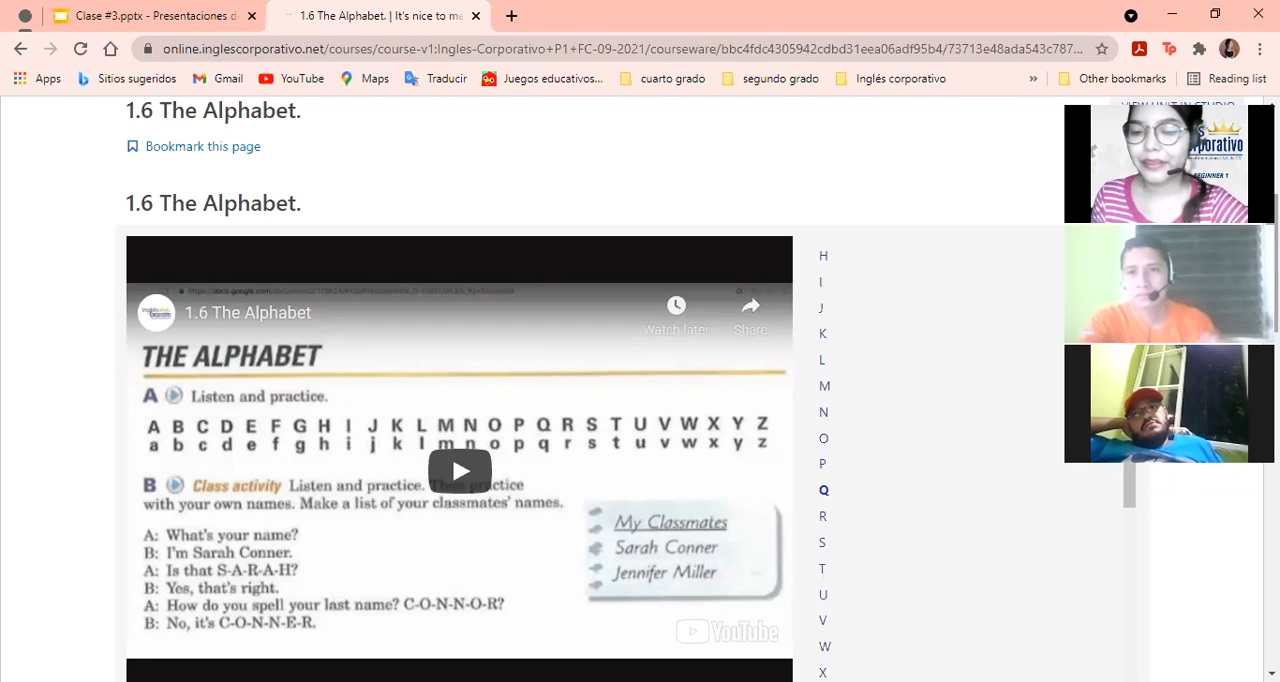 Clase #3.pptx - Presentaciones d
1.6 The Alphabet. | It's nice to me
online.inglescorporativo.net/courses/course-v1:Ingles-Corporativo+P1+FC-09-2021/courseware/bbc4fdc4305942cdbd31eea06adf95b4/73713e48ada543c787...
Apps Sitios sugeridos Gmail YouTube Maps Traducir Juegos educativos... cuarto grado segundo grado Inglés corporativo » Other bookmarks Reading list
VIEW UNIT IN STUDIO
1.6 The Alphabet.
Bookmark this page
1.6 The Alphabet.
1.6 The Alphabet
Watch later
Share
THE ALPHABET
A Listen and practice.
A B C D E F G H I J K L M N O P Q R S T U V W X Y Z
a b c d e f g h i j k l m n o p q r s t u v w x y z
B Class activity Listen and practice. practice
with your own names. Make a list of your classmates' names.
A: What's your name?
B: I'm Sarah Conner.
A: Is that S-A-R-A-H?
B: Yes, that's right.
A: How do you spell your last name? C-O-N-N-O-R?
B: No, it's C-O-N-N-E-R.
My Classmates
Sarah Conner
Jennifer Miller
YouTube
H
I
J
K
L
M
N
O
P
Q
R
S
T
U
V
W
X
BEGINNER 1